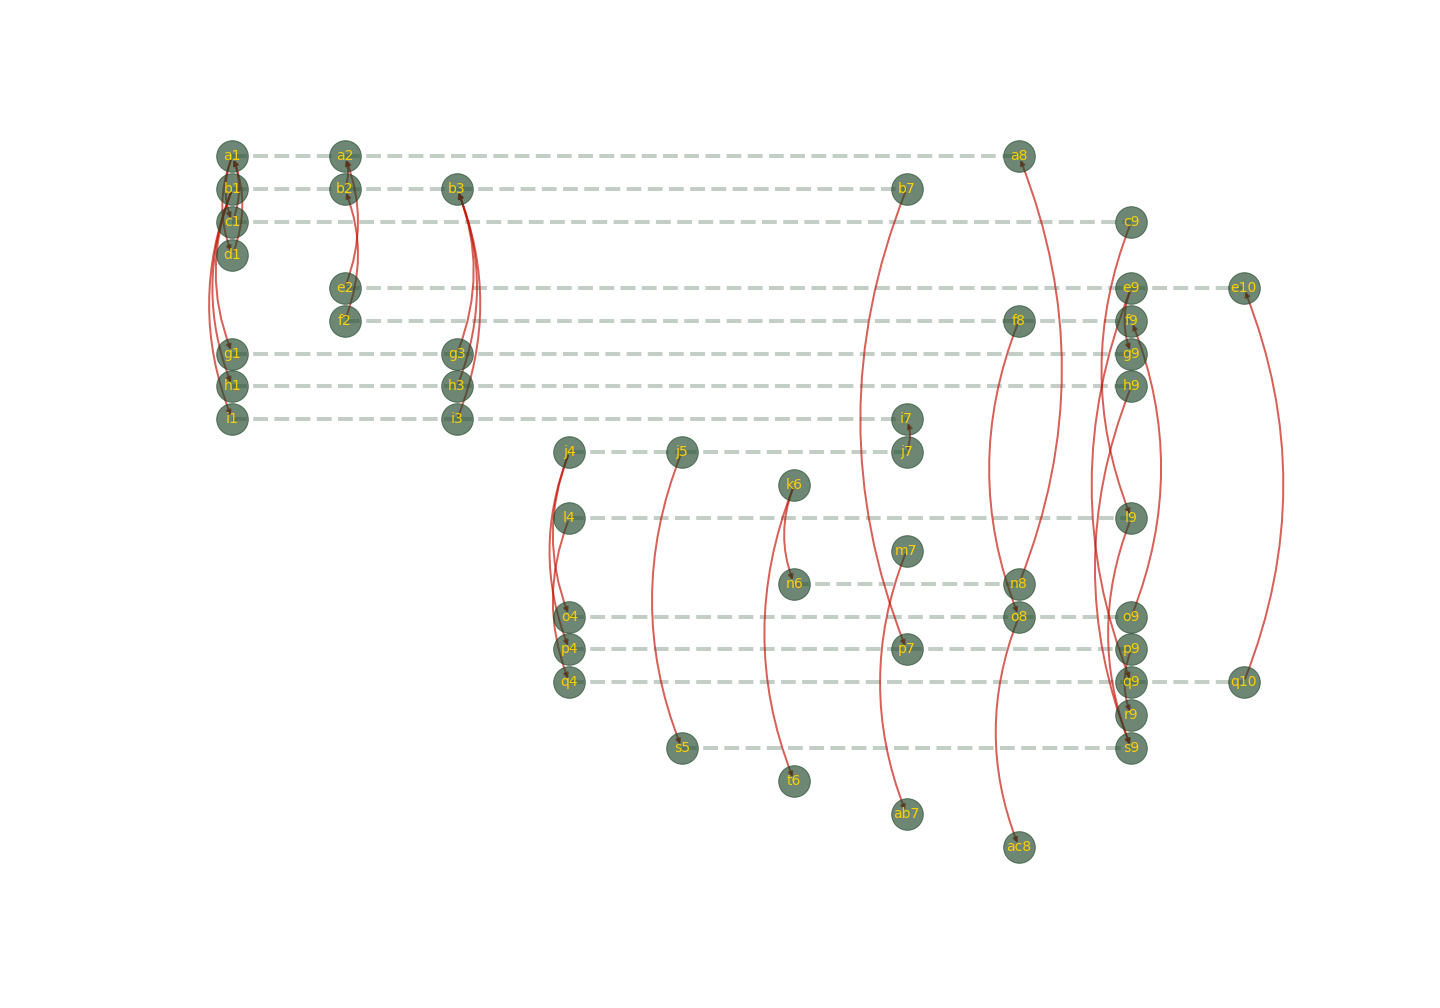 a1 a2 a8
b1 b2 b3 b7
c1 c9
d1
e2 e9 e10
f2 f8 f9
g1 g3 g9
h1 h3 h9
i1 i3 i7
j4 j5 j7
k6
l4 l9
m7
n6 n8
o4 o8 o9
p4 p7 p9
q4 q9 q10
r9
s5 s9
t6
ab7
ac8